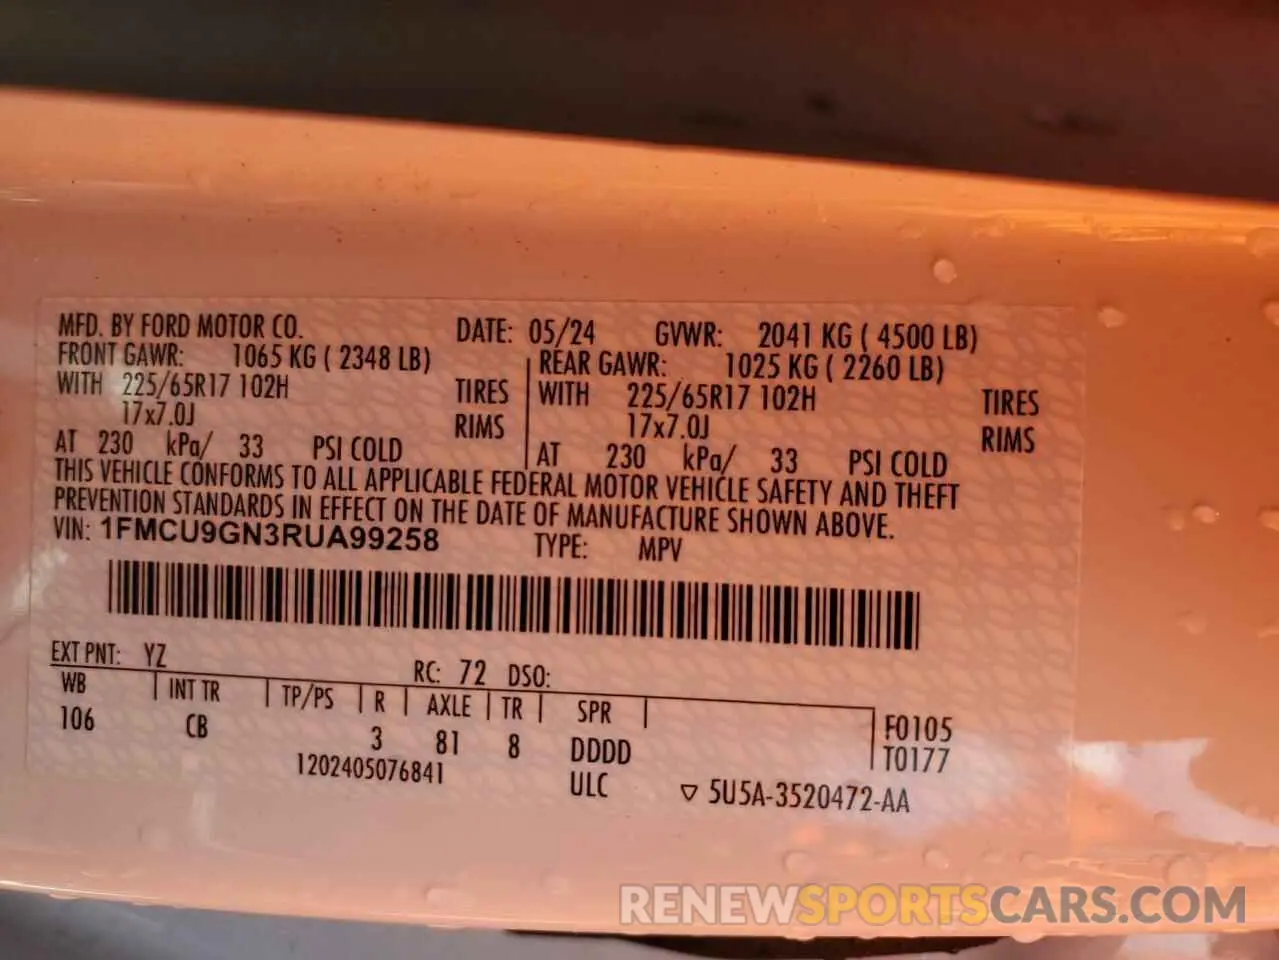 MFD. BY FORD MOTOR CO. DATE: 05/24 GVWR: 2041 KG ( 4500 LB)
FRONT GAWR: 1065 KG ( 2348 LB) REAR GAWR: 1025 KG ( 2260 LB)
WITH 225/65R17 102H TIRES WITH 225/65R17 102H TIRES
17x7.0J RIMS 17x7.0J RIMS
AT 230 kPa/ 33 PSI COLD AT 230 kPa/ 33 PSI COLD
THIS VEHICLE CONFORMS TO ALL APPLICABLE FEDERAL MOTOR VEHICLE SAFETY AND THEFT
PREVENTION STANDARDS IN EFFECT ON THE DATE OF MANUFACTURE SHOWN ABOVE.
VIN: 1FMCU9GN3RUA99258 TYPE: MPV
EXT PNT: YZ RC: 72 DSO:
WB INT TR TP/PS R AXLE TR SPR F0105
106 CB 3 81 8 DDDD T0177
1202405076841 ULC ▽ 5U5A-3520472-AA
RENEWSPORTSCARS.COM